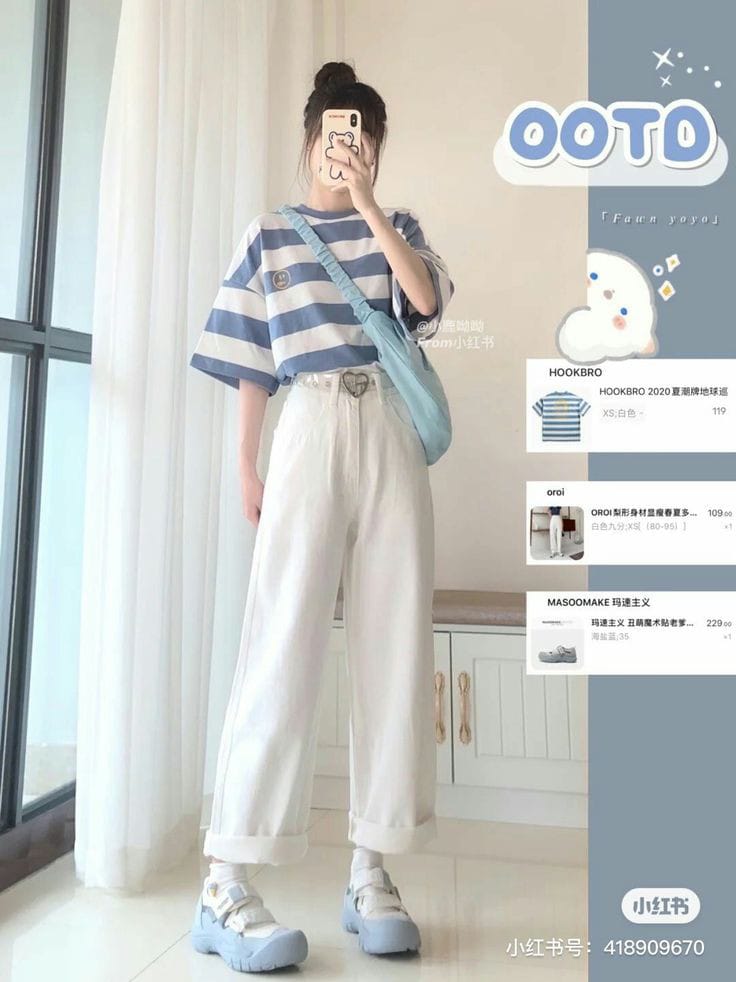 OOTD
「Fawn yoyo」
@小鹿呦呦
From小红书
HOOKBRO
HOOKBRO 2020夏潮牌地球巡
XS;白色
119
oroi
OROI梨形身材显瘦春夏多...
109.00
白色九分;XS[（80-95）]
×1
MASOOMAKE 玛速主义
玛速主义 丑萌魔术贴老爹...
229.00
海盐蓝;35
×1
小红书
小红书号：418909670